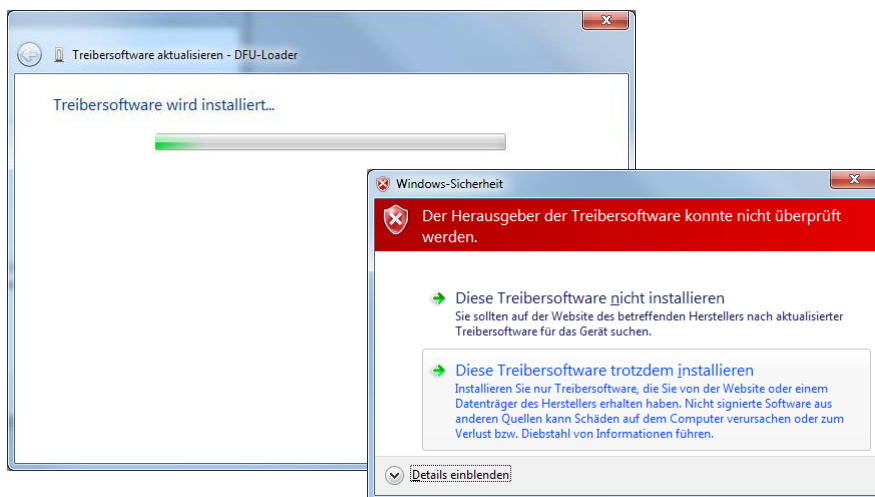 Treibersoftware aktualisieren - DFU-Loader
Treibersoftware wird installiert...
Windows-Sicherheit
Der Herausgeber der Treibersoftware konnte nicht überprüft
werden.
Diese Treibersoftware nicht installieren
Sie sollten auf der Website des betreffenden Herstellers nach aktualisierter
Treibersoftware für das Gerät suchen.
Diese Treibersoftware trotzdem installieren
Installieren Sie nur Treibersoftware, die Sie von der Website oder einem
Datenträger des Herstellers erhalten haben. Nicht signierte Software aus
anderen Quellen kann Schäden auf dem Computer verursachen oder zum
Verlust bzw. Diebstahl von Informationen führen.
Details einblenden